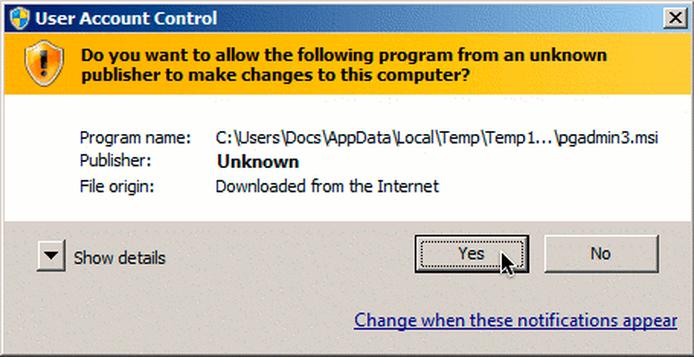 User Account Control
Do you want to allow the following program from an unknown
publisher to make changes to this computer?
Program name: C:\Users\Docs\AppData\Local\Temp\Temp1...\pgadmin3.msi
Publisher: Unknown
File origin: Downloaded from the Internet
Show details
Yes
No
Change when these notifications appear